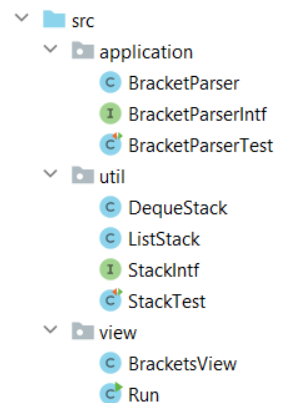 src
application
C BracketParser
I BracketParserIntf
C BracketParserTest
util
C DequeStack
C ListStack
I StackIntf
C StackTest
view
C BracketsView
C Run